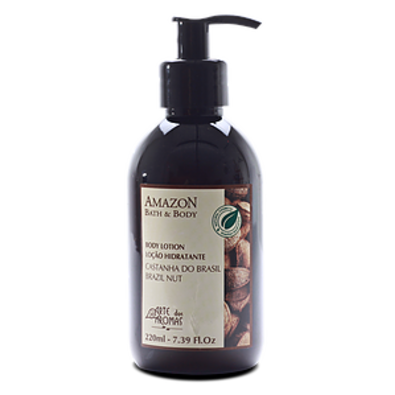 AMAZON
BATH & BODY
BODY LOTION
LOÇÃO HIDRATANTE
CASTANHA DO BRASIL
BRAZIL NUT
ARTE dos
AROMAS
220ml - 7.39 Fl.Oz